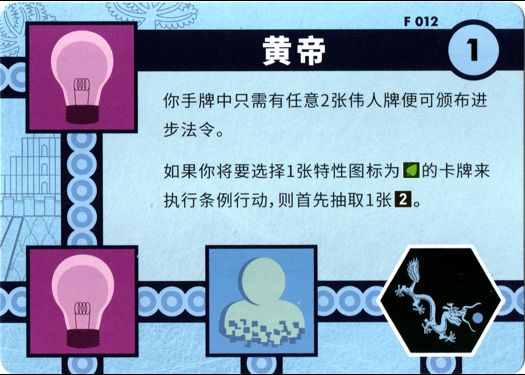 F 012
黄帝
1
你手牌中只需有任意2张伟人牌便可颁布进
步法令。
如果你将要选择1张特性图标为的卡牌来
执行条例行动,则首先抽取1张2。